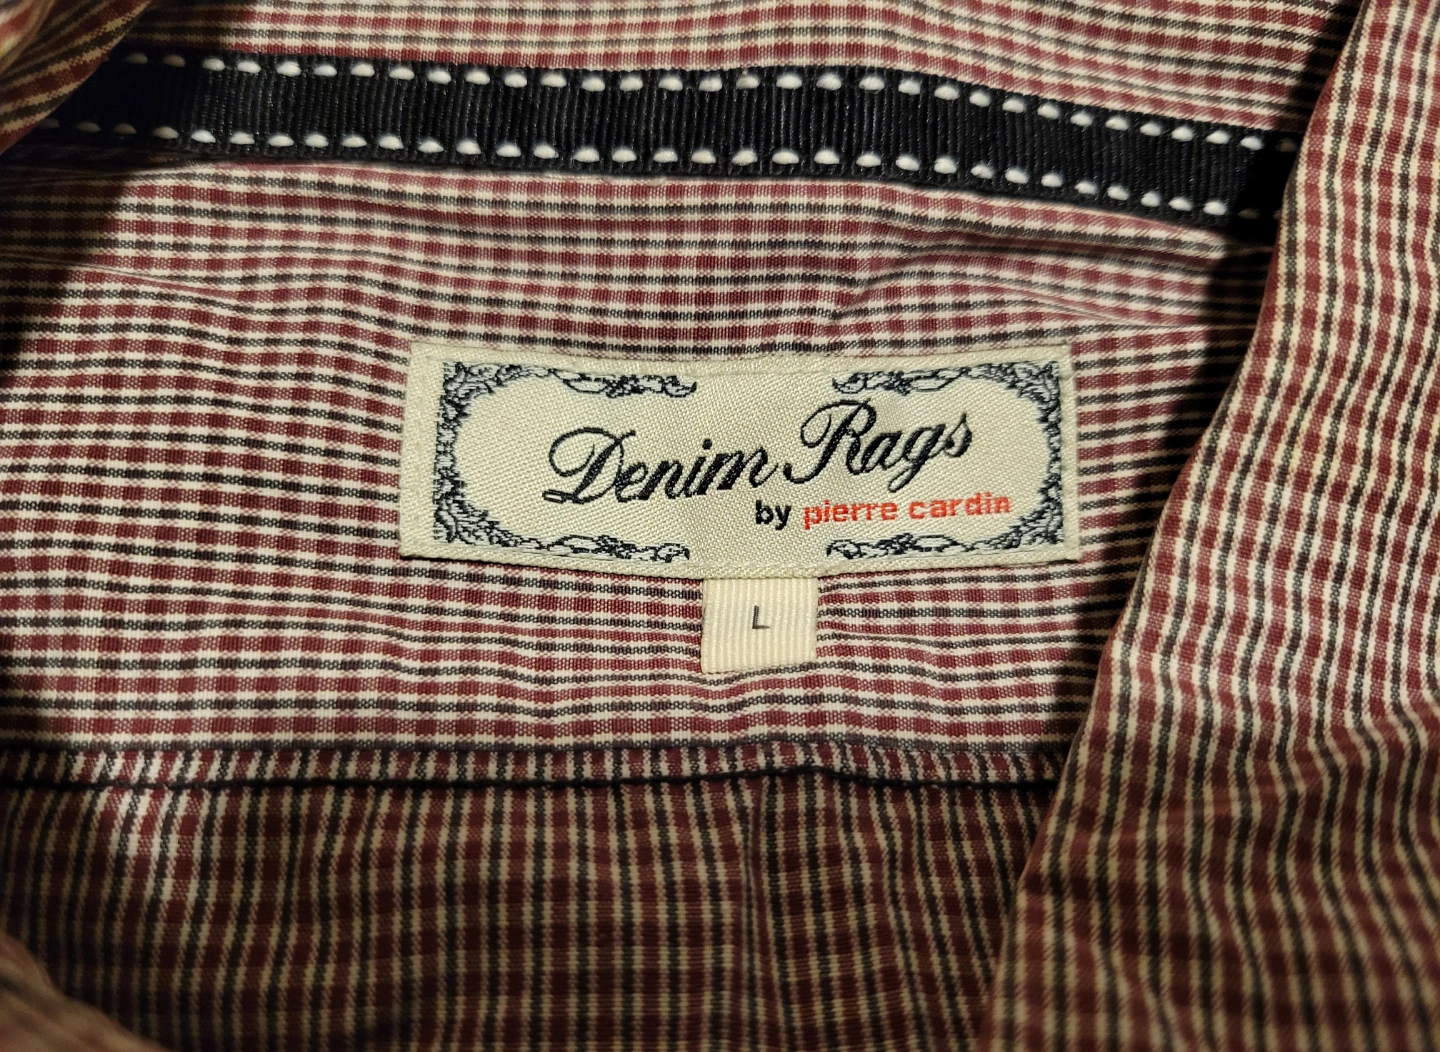 Denim Rags
by pierre cardin
L